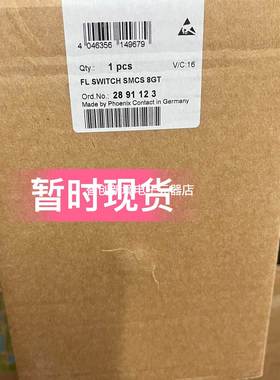 4 046356 149679
Qty.: 1 pcs V/C:16
FL SWITCH SMCS 8GT
Ord.No.: 28 91 12 3
Made by Phoenix Contact in Germany
暂时现货